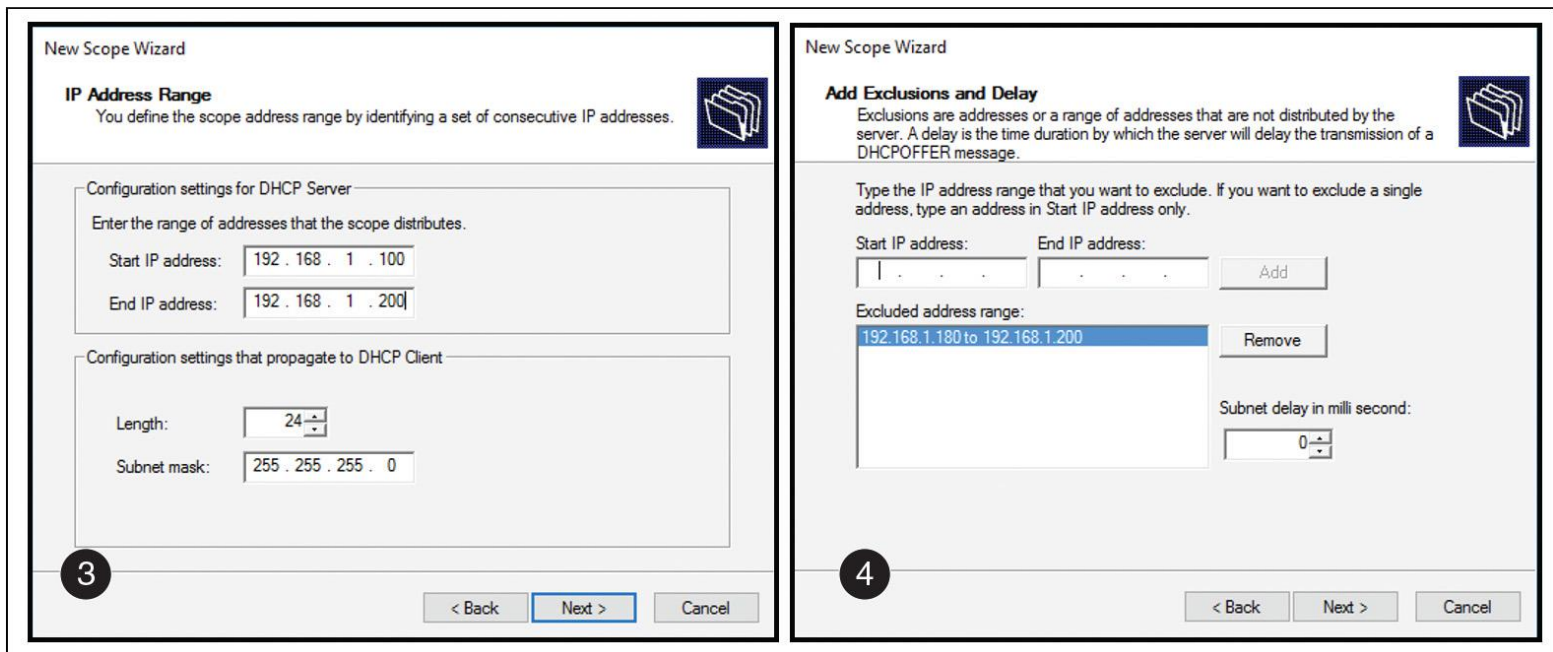 New Scope Wizard
IP Address Range
You define the scope address range by identifying a set of consecutive IP addresses.
Configuration settings for DHCP Server
Enter the range of addresses that the scope distributes.
Start IP address: 192 . 168 . 1 . 100
End IP address: 192 . 168 . 1 . 200
Configuration settings that propagate to DHCP Client
Length: 24
Subnet mask: 255 . 255 . 255 . 0
3
< Back Next > Cancel
New Scope Wizard
Add Exclusions and Delay
Exclusions are addresses or a range of addresses that are not distributed by the
server. A delay is the time duration by which the server will delay the transmission of a
DHCPOFFER message.
Type the IP address range that you want to exclude. If you want to exclude a single
address, type an address in Start IP address only.
Start IP address: End IP address:
. . . . . . Add
Excluded address range:
192.168.1.180 to 192.168.1.200 Remove
Subnet delay in milli second:
0
4
< Back Next > Cancel